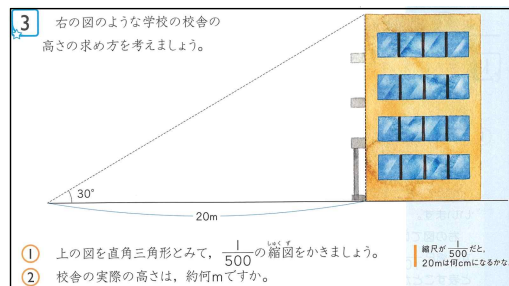 3 右の図のような学校の校舎の
高さの求め方を考えましょう。
30°
20m
① 上の図を直角三角形とみて，1/500の縮図をかきましょう。
しゅくず
② 校舎の実際の高さは，約何mですか。
縮尺が1/500だと，
20mは何cmになるかな